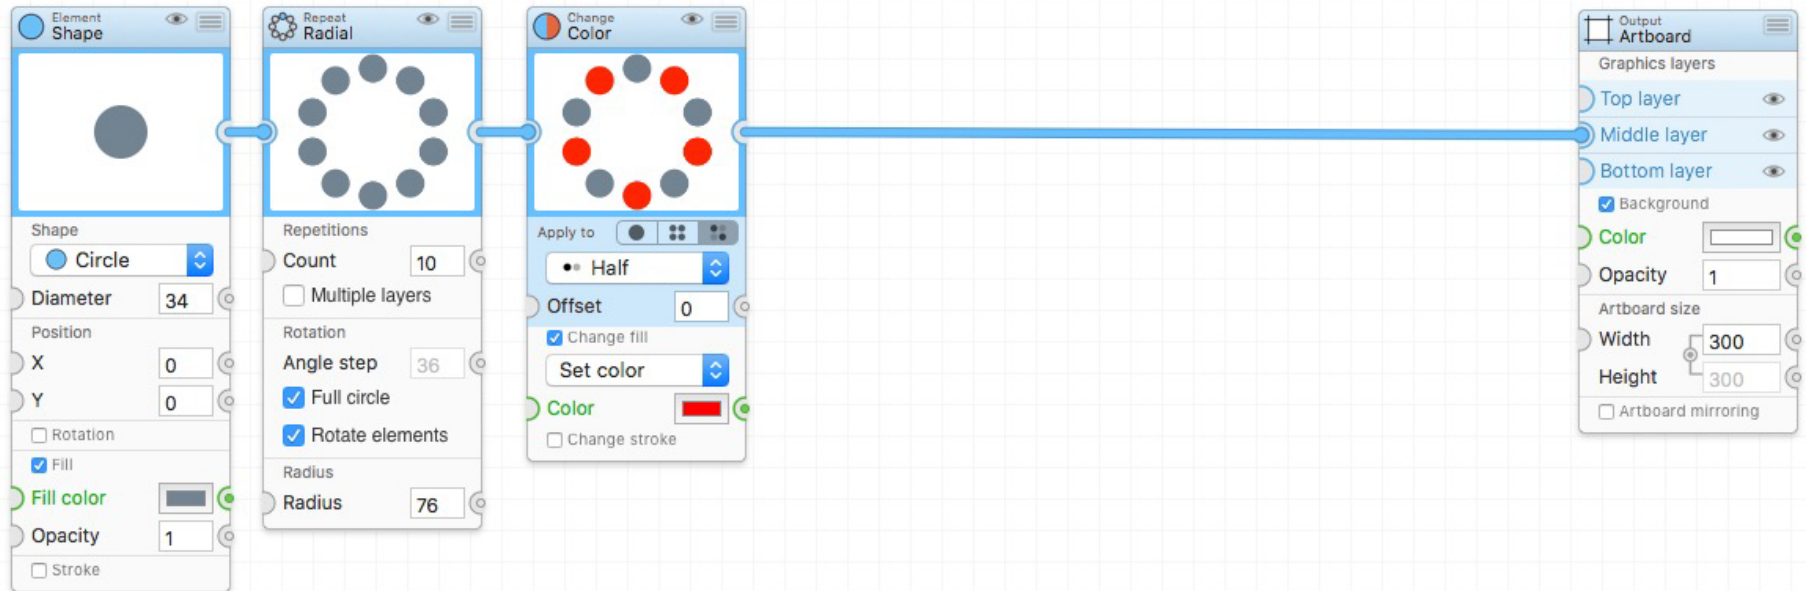 Element
Shape
Shape
Circle
Diameter 34
Position
X 0
Y 0
Rotation
Fill
Fill color
Opacity 1
Stroke
Repeat
Radial
Repetitions
Count 10
Multiple layers
Rotation
Angle step 36
Full circle
Rotate elements
Radius
Radius 76
Change
Color
Apply to
Half
Offset 0
Change fill
Set color
Color
Change stroke
Output
Artboard
Graphics layers
Top layer
Middle layer
Bottom layer
Background
Color
Opacity 1
Artboard size
Width 300
Height 300
Artboard mirroring